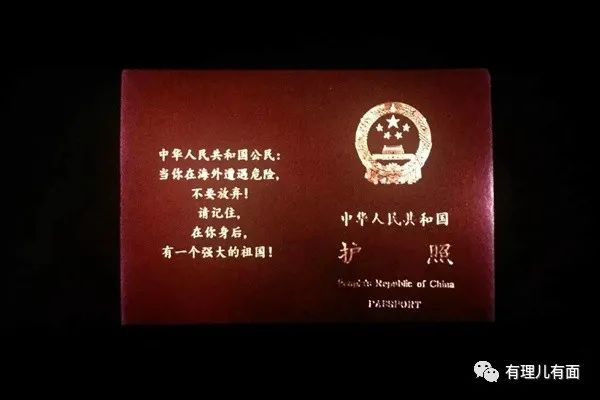 中华人民共和国公民：
当你在海外遭遇危险，
不要放弃！
请记住，
在你身后，
有一个强大的祖国！
中华人民共和国
护照
People's Republic of China
PASSPORT
有理儿有面